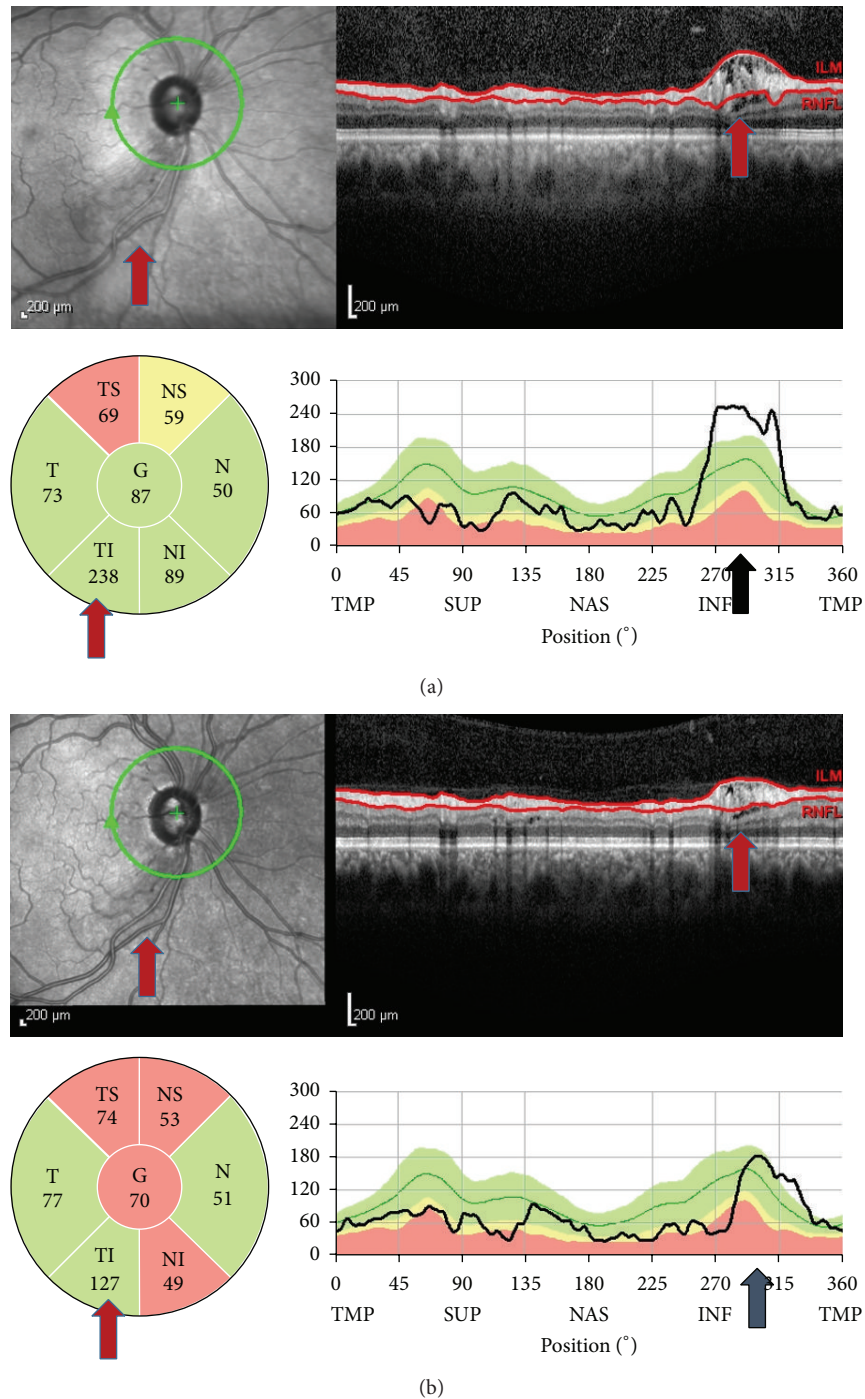 ILM
RNFL
200 µm
200 µm
TS
69
NS
59
T
73
G
87
N
50
TI
238
NI
89
300
240
180
120
60
0
0 45 90 135 180 225 270 315 360
TMP SUP NAS INF TMP
Position (°)
(a)
ILM
RNFL
200 µm
200 µm
TS
74
NS
53
T
77
G
70
N
51
TI
127
NI
49
300
240
180
120
60
0
0 45 90 135 180 225 270 315 360
TMP SUP NAS INF TMP
Position (°)
(b)